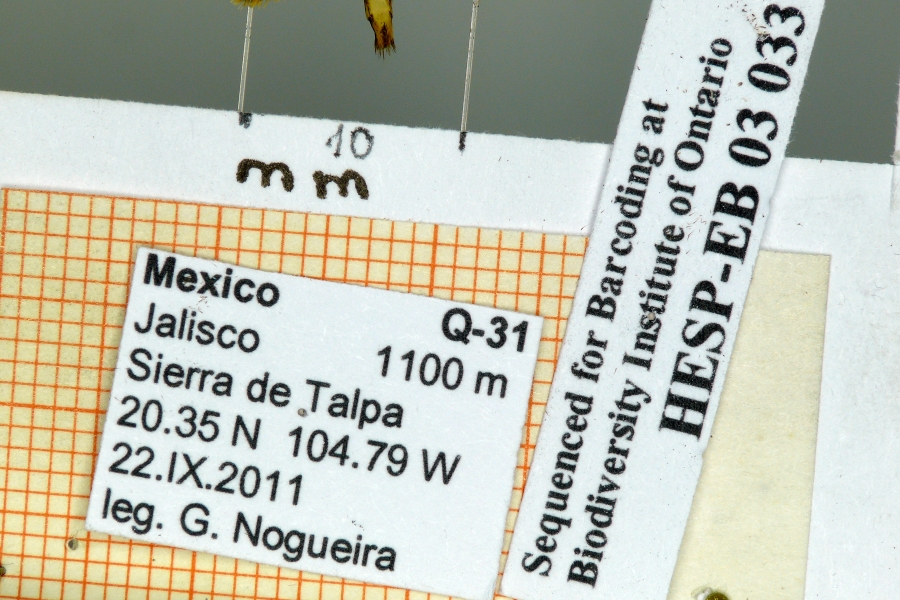 10
m m
Mexico
Q-31
Jalisco
1100 m
Sierra de Talpa
20.35 N 104.79 W
22.IX.2011
leg. G. Nogueira
Sequenced for Barcoding at
Biodiversity Institute of Ontario
HESP-EB 03 033